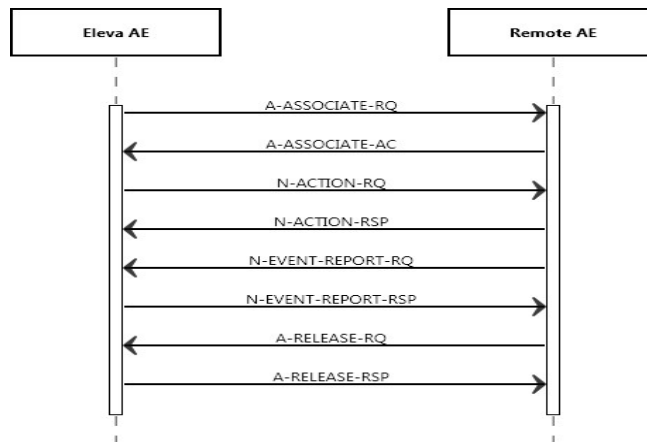 Eleva AE
Remote AE
A-ASSOCIATE-RQ
A-ASSOCIATE-AC
N-ACTION-RQ
N-ACTION-RSP
N-EVENT-REPORT-RQ
N-EVENT-REPORT-RSP
A-RELEASE-RQ
A-RELEASE-RSP